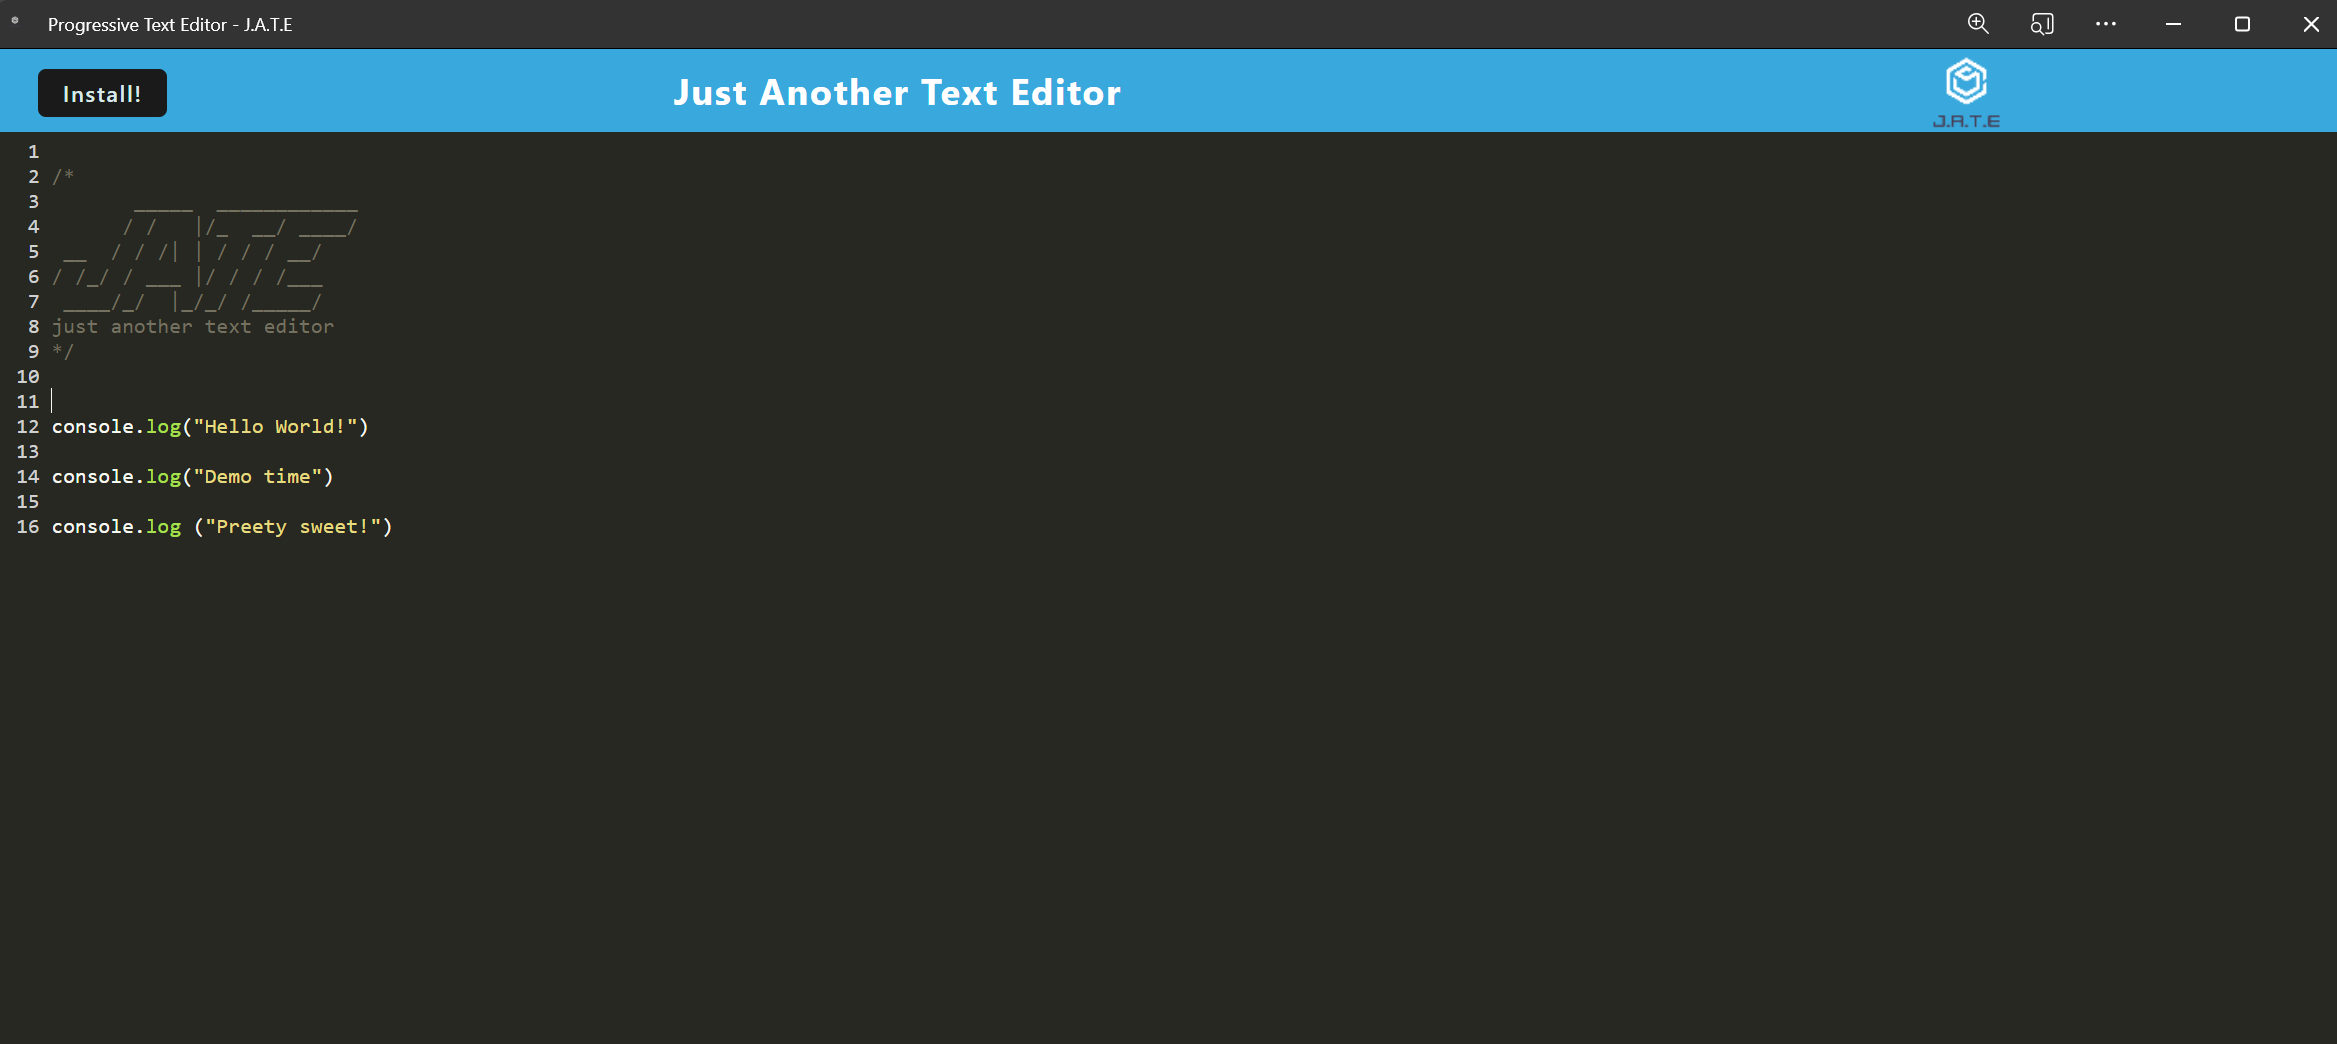 Progressive Text Editor - J.A.T.E
Install!
Just Another Text Editor
J.A.T.E
1
2 /*
3        _____  ____________
4       / /   |/_  __/ ____/
5  __  / / /| | / / / __/
6 / /_/ / ___ |/ / / /___
7  ____/_/  |_/_/ /_____/
8 just another text editor
9 */
10
11
12 console.log("Hello World!")
13
14 console.log("Demo time")
15
16 console.log ("Preety sweet!")